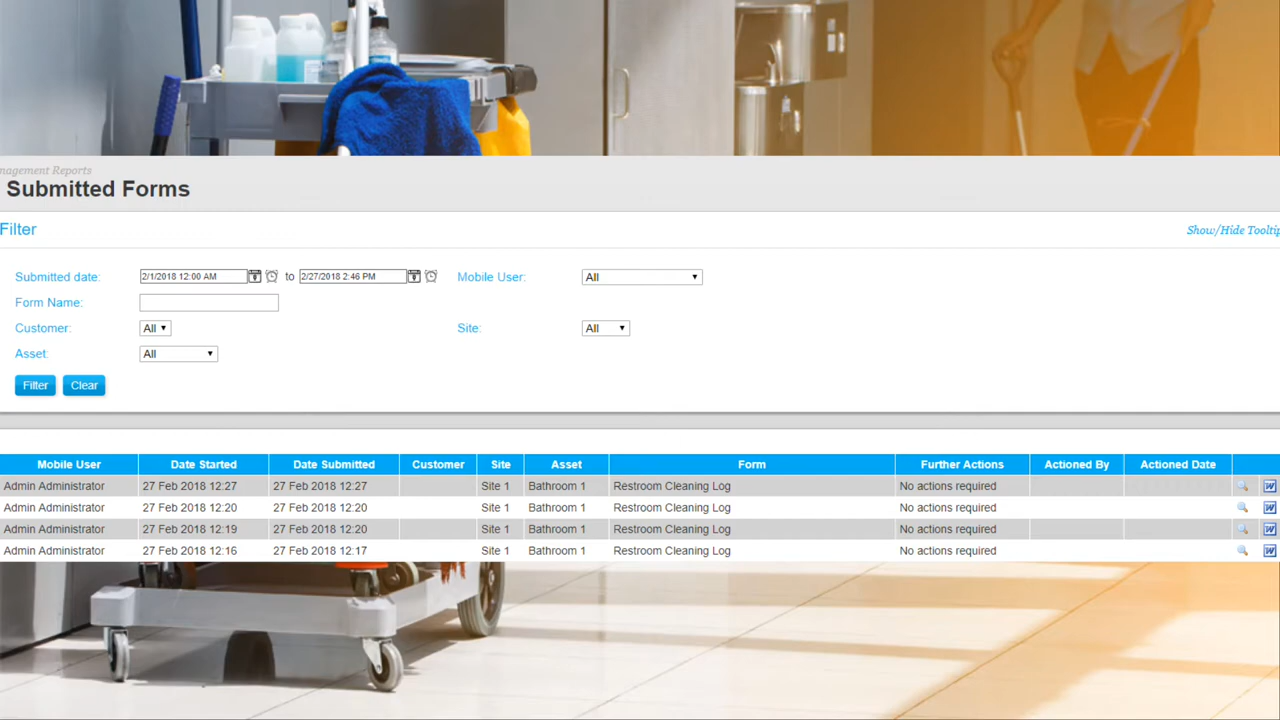 nagement Reports
Submitted Forms
Filter
Show/Hide Tooltip
Submitted date: 2/1/2018 12:00 AM to 2/27/2018 2:46 PM Mobile User: All
Form Name:
Customer: All Site: All
Asset: All
Filter Clear
Mobile User Date Started Date Submitted Customer Site Asset Form Further Actions Actioned By Actioned Date
Admin Administrator 27 Feb 2018 12:27 27 Feb 2018 12:27 Site 1 Bathroom 1 Restroom Cleaning Log No actions required
Admin Administrator 27 Feb 2018 12:20 27 Feb 2018 12:20 Site 1 Bathroom 1 Restroom Cleaning Log No actions required
Admin Administrator 27 Feb 2018 12:19 27 Feb 2018 12:20 Site 1 Bathroom 1 Restroom Cleaning Log No actions required
Admin Administrator 27 Feb 2018 12:16 27 Feb 2018 12:17 Site 1 Bathroom 1 Restroom Cleaning Log No actions required